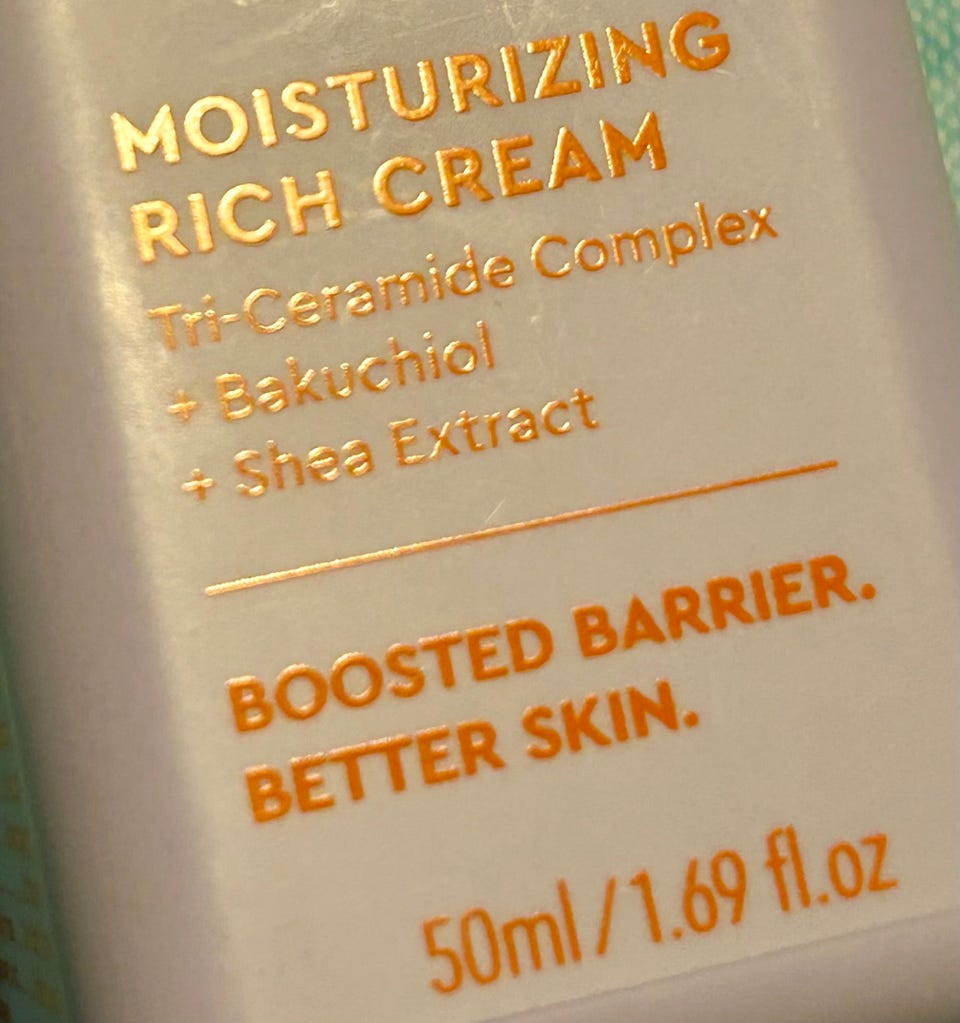 MOISTURIZING
RICH CREAM
Tri-Ceramide Complex
+ Bakuchiol
+ Shea Extract
BOOSTED BARRIER.
BETTER SKIN.
50ml/1.69 fl.oz